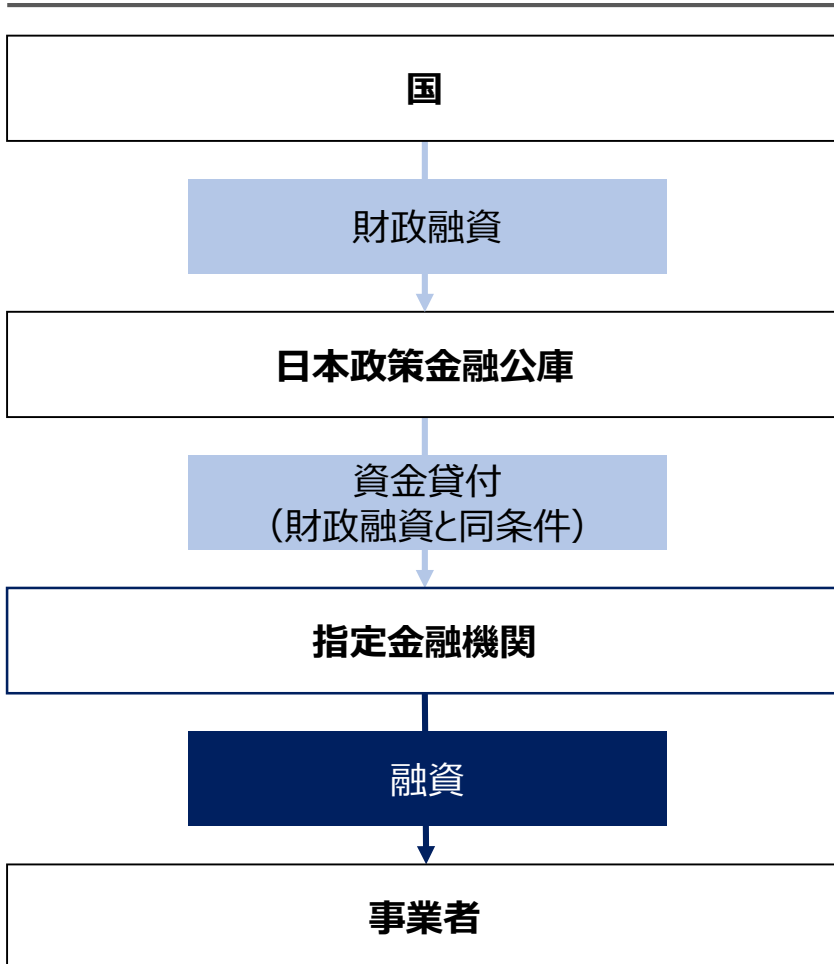 国
財政融資
日本政策金融公庫
資金貸付
（財政融資と同条件）
指定金融機関
融資
事業者